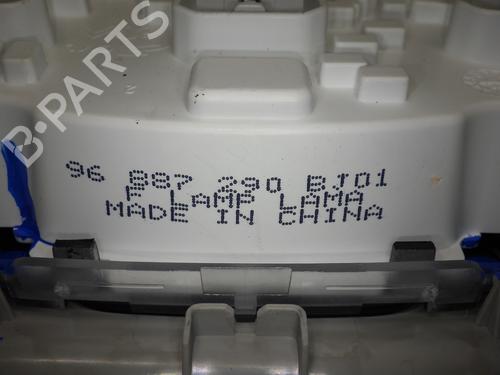 B-PARTS
96 887 290 BJ01
P LAMP LAMA
MADE IN CHINA